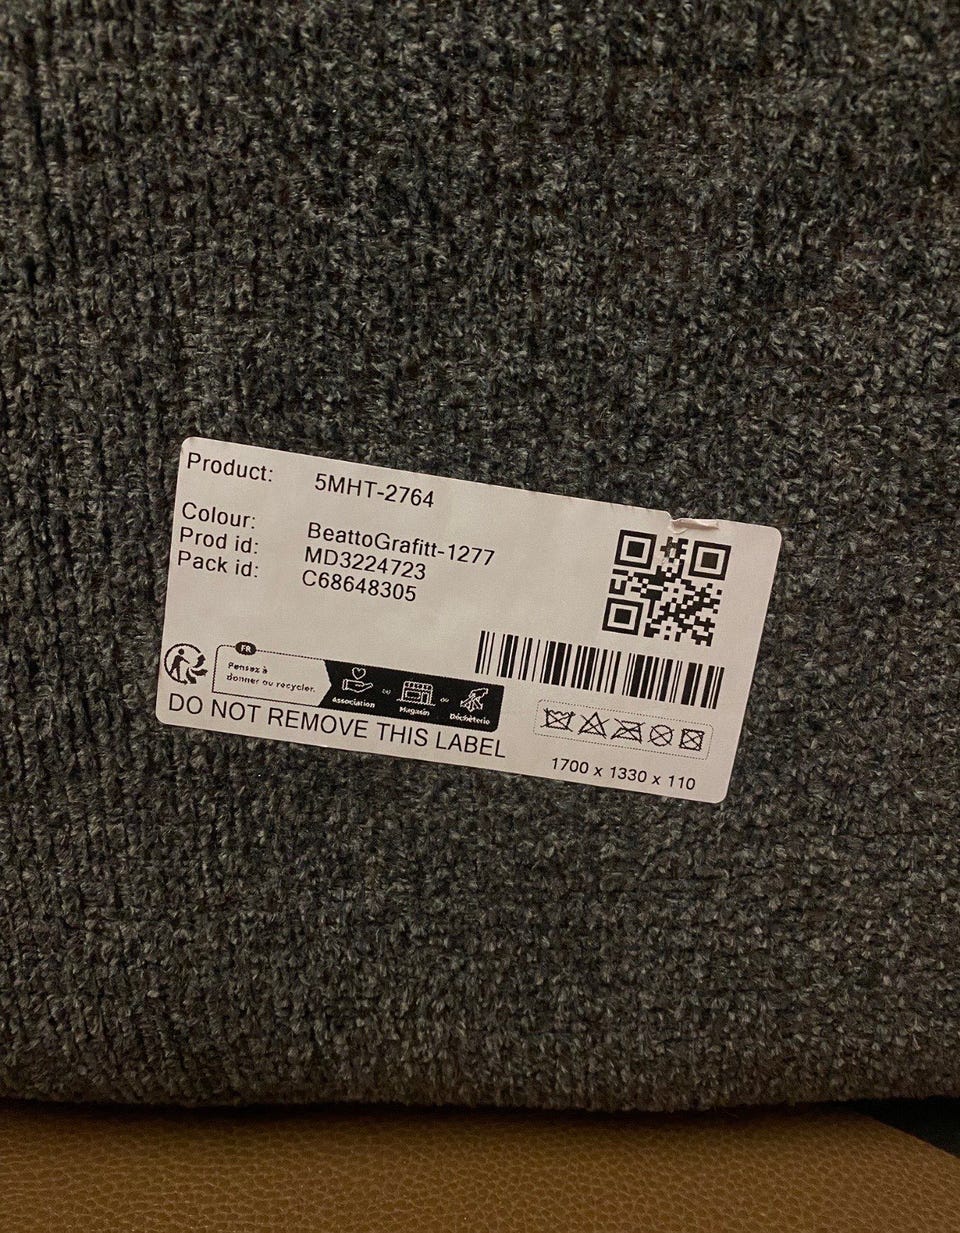 Product: 5MHT-2764
Colour: BeattoGrafitt-1277
Prod id: MD3224723
Pack id: C68648305
FR
Pensez à
donner ou recycler.
Association ou Magasin ou Déchèterie
DO NOT REMOVE THIS LABEL
1700 x 1330 x 110